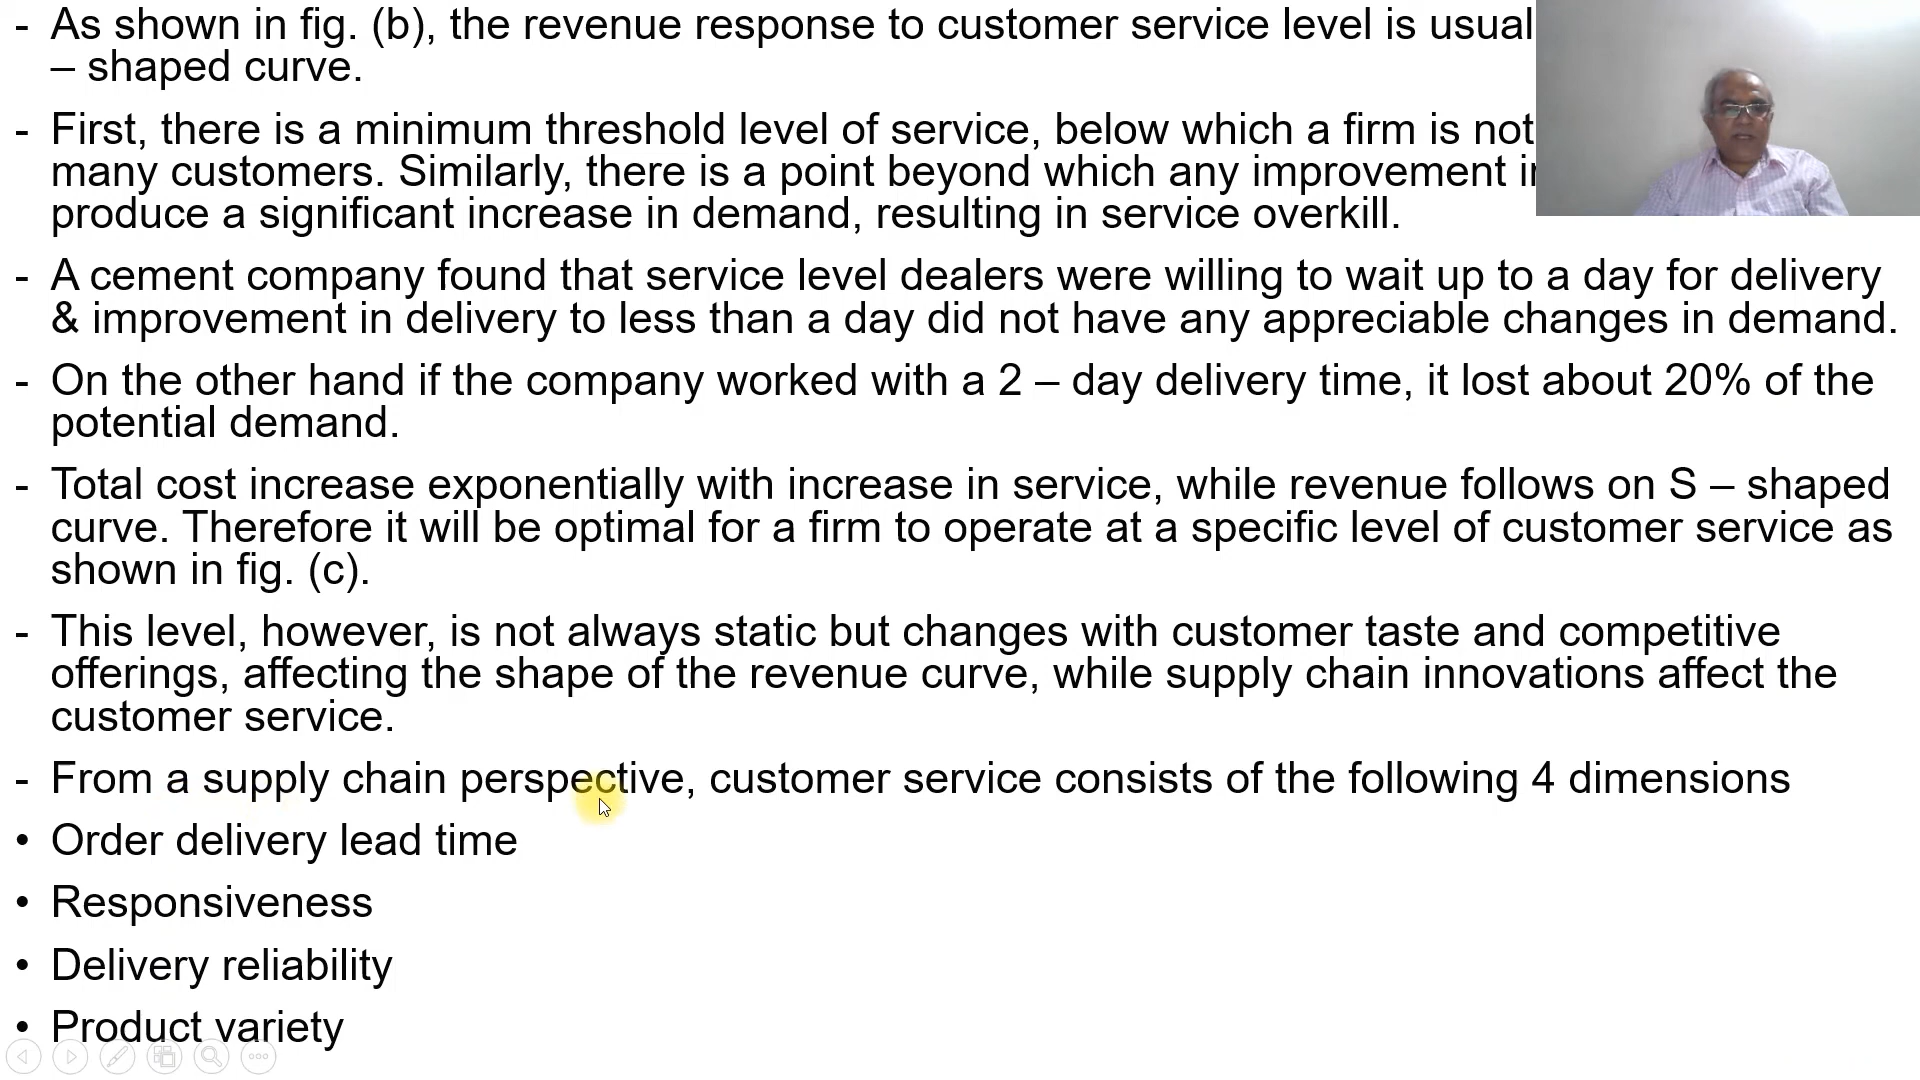 - As shown in fig. (b), the revenue response to customer service level is usual
– shaped curve.
- First, there is a minimum threshold level of service, below which a firm is not
many customers. Similarly, there is a point beyond which any improvement
produce a significant increase in demand, resulting in service overkill.
- A cement company found that service level dealers were willing to wait up to a day for delivery
& improvement in delivery to less than a day did not have any appreciable changes in demand.
- On the other hand if the company worked with a 2 – day delivery time, it lost about 20% of the
potential demand.
- Total cost increase exponentially with increase in service, while revenue follows on S – shaped
curve. Therefore it will be optimal for a firm to operate at a specific level of customer service as
shown in fig. (c).
- This level, however, is not always static but changes with customer taste and competitive
offerings, affecting the shape of the revenue curve, while supply chain innovations affect the
customer service.
- From a supply chain perspective, customer service consists of the following 4 dimensions
• Order delivery lead time
• Responsiveness
• Delivery reliability
• Product variety